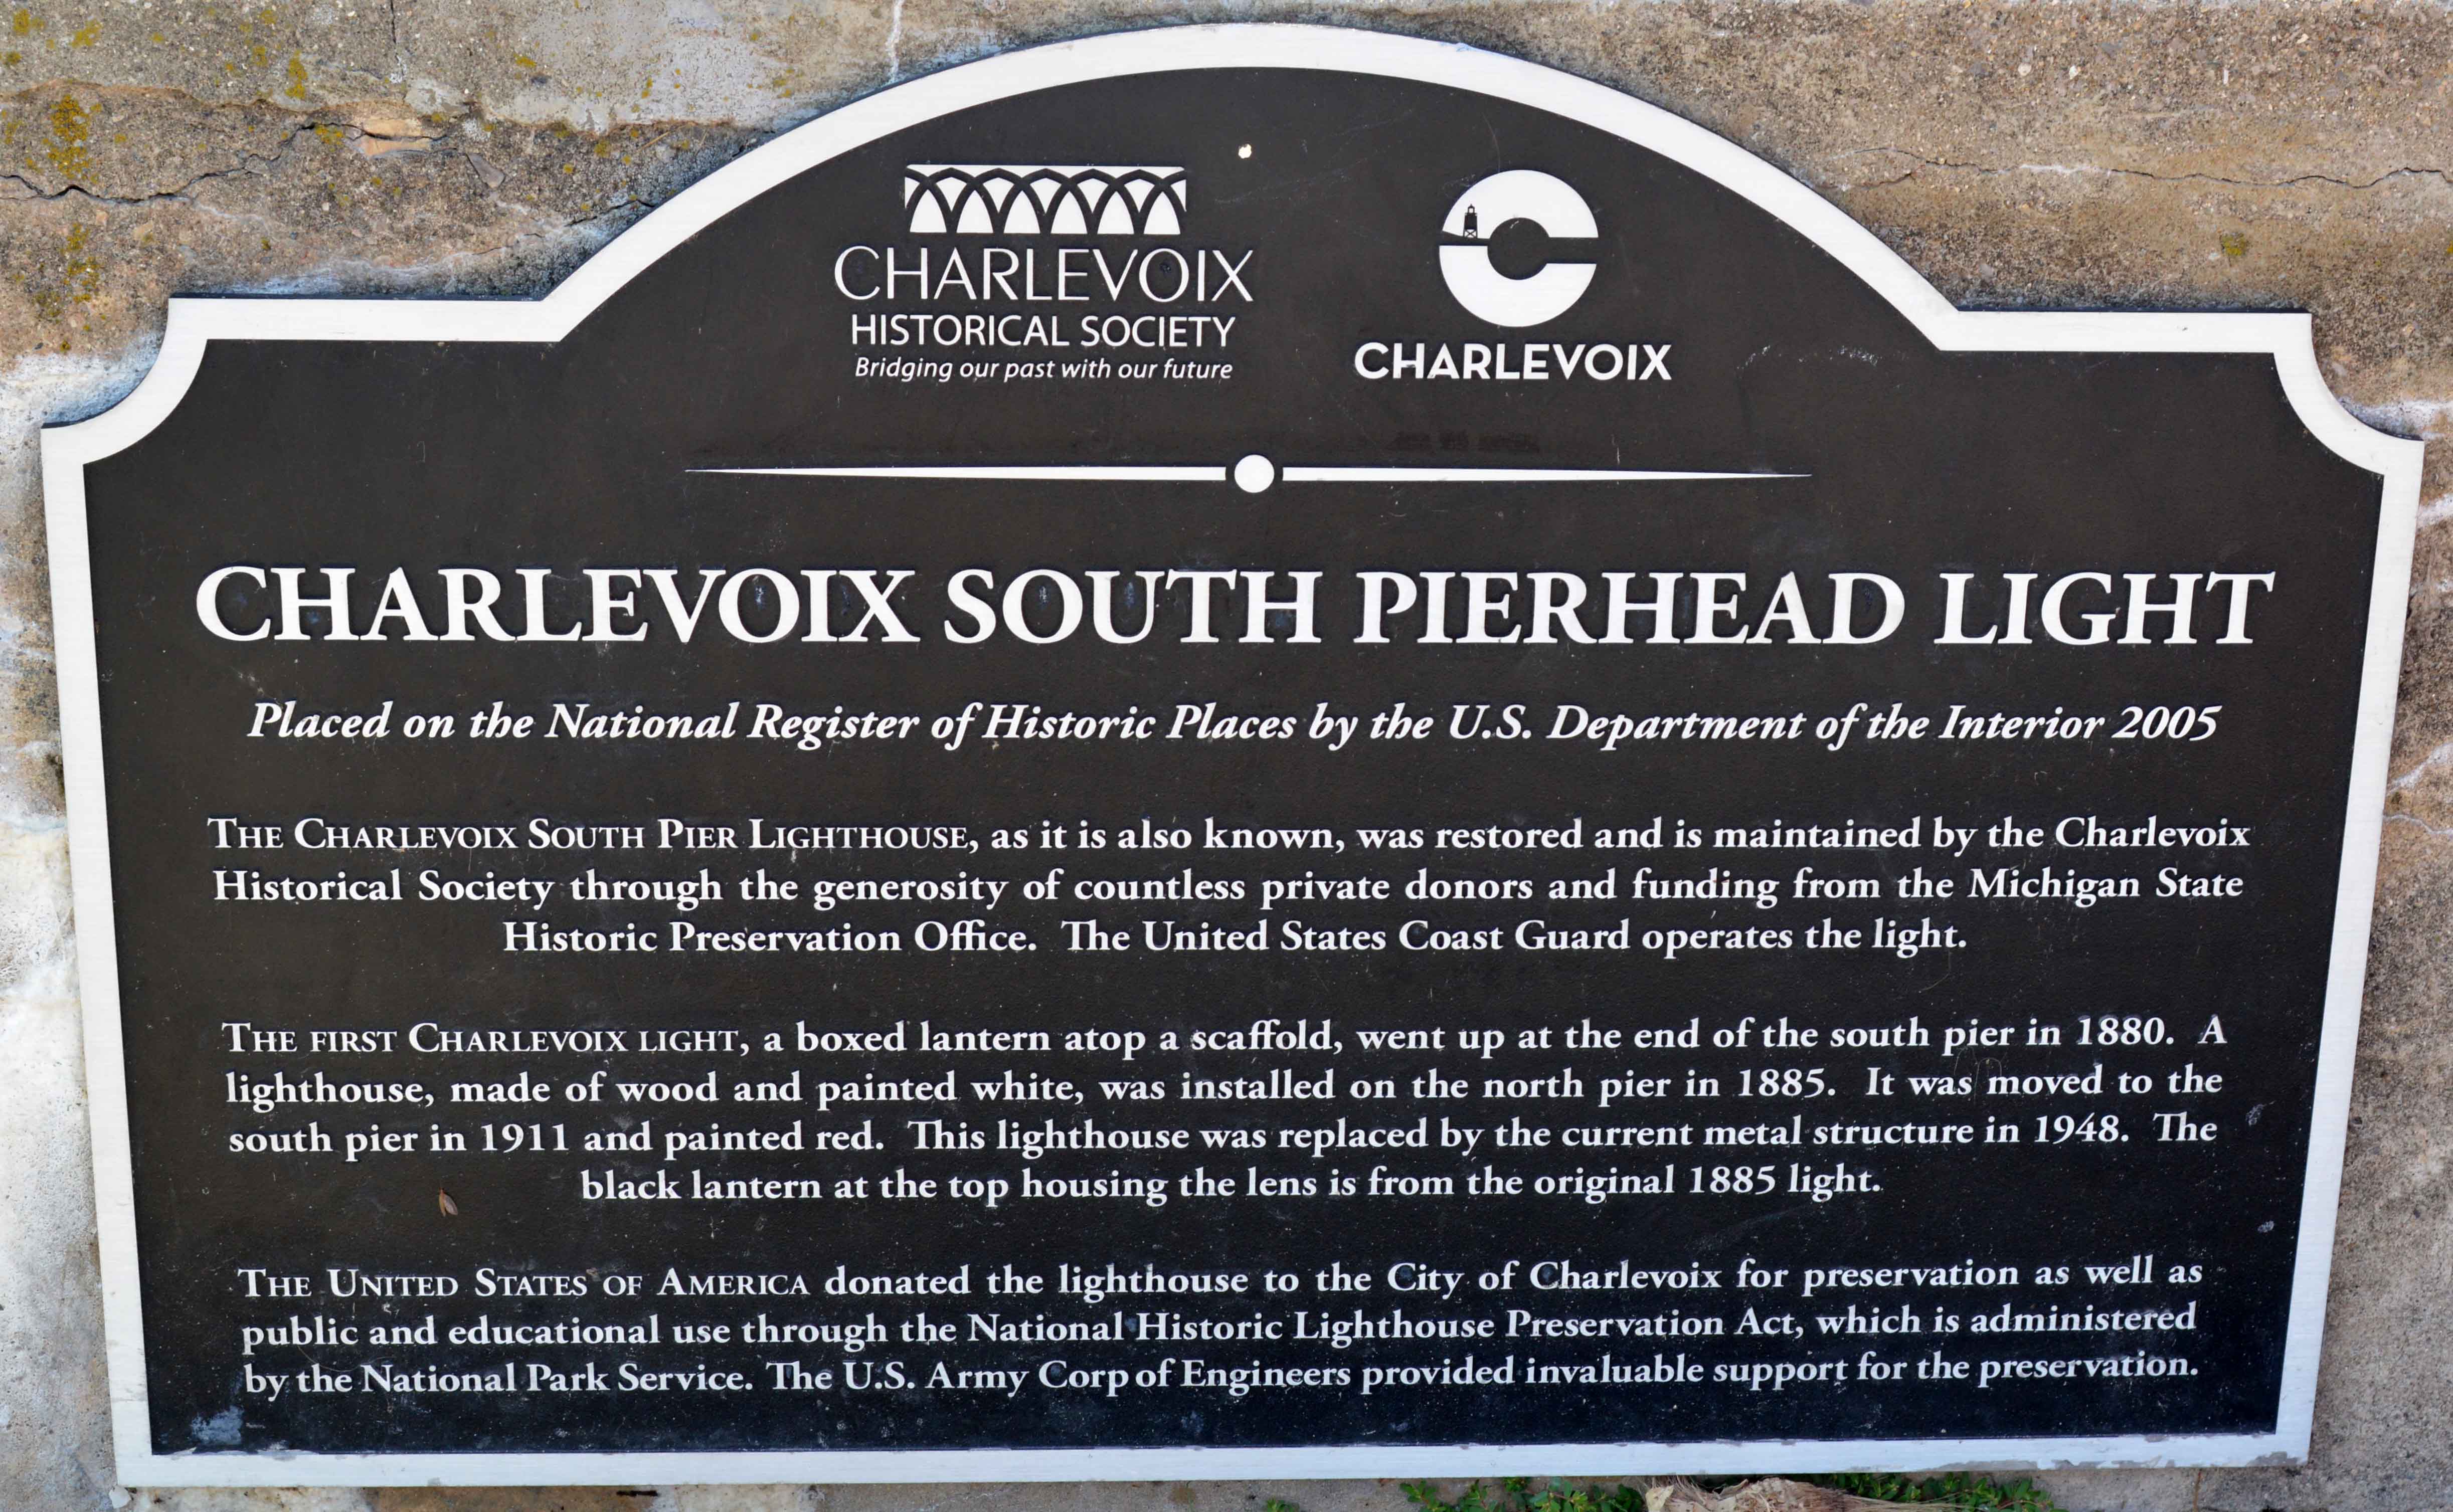 CHARLEVOIX
HISTORICAL SOCIETY
Bridging our past with our future
CHARLEVOIX
CHARLEVOIX SOUTH PIERHEAD LIGHT
Placed on the National Register of Historic Places by the U.S. Department of the Interior 2005
THE CHARLEVOIX SOUTH PIER LIGHTHOUSE, as it is also known, was restored and is maintained by the Charlevoix
Historical Society through the generosity of countless private donors and funding from the Michigan State
Historic Preservation Office. The United States Coast Guard operates the light.
THE FIRST CHARLEVOIX LIGHT, a boxed lantern atop a scaffold, went up at the end of the south pier in 1880. A
lighthouse, made of wood and painted white, was installed on the north pier in 1885. It was moved to the
south pier in 1911 and painted red. This lighthouse was replaced by the current metal structure in 1948. The
black lantern at the top housing the lens is from the original 1885 light.
THE UNITED STATES OF AMERICA donated the lighthouse to the City of Charlevoix for preservation as well as
public and educational use through the National Historic Lighthouse Preservation Act, which is administered
by the National Park Service. The U.S. Army Corp of Engineers provided invaluable support for the preservation.